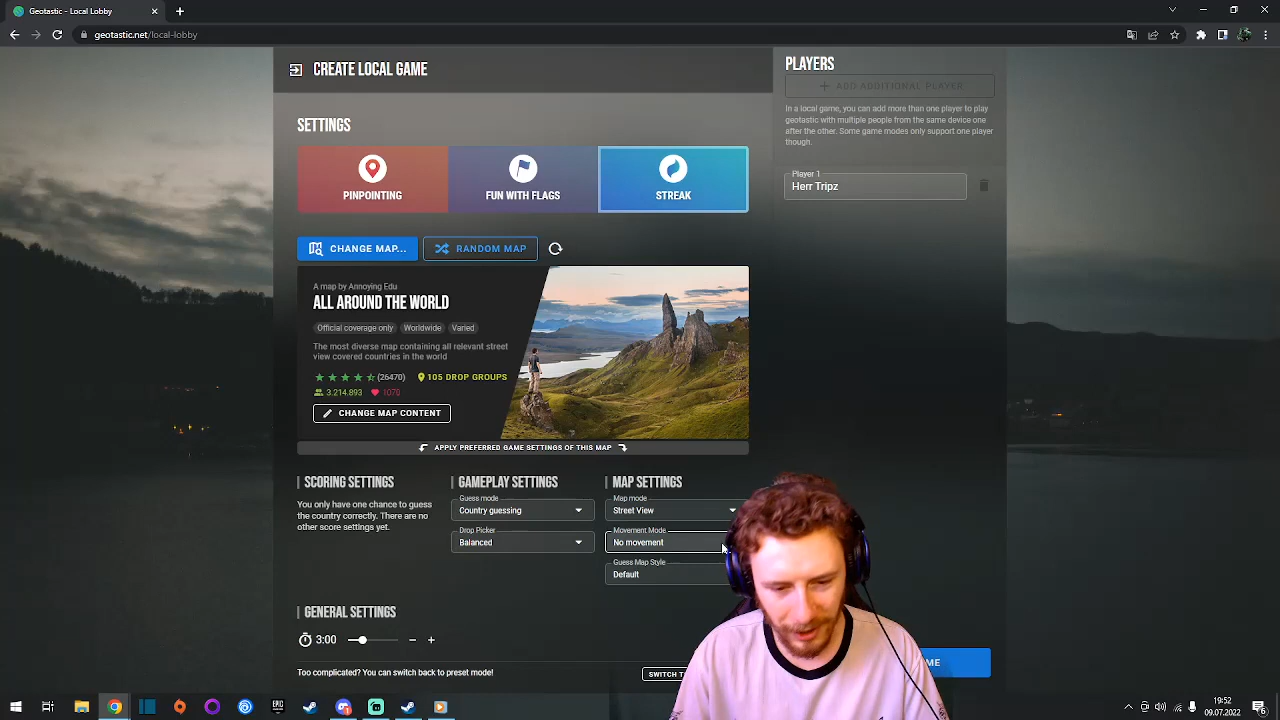 Geotastic - Local Lobby
geotastic.net/local-lobby
CREATE LOCAL GAME
SETTINGS
PINPOINTING
FUN WITH FLAGS
STREAK
CHANGE MAP...
RANDOM MAP
A map by Annoying Edu
ALL AROUND THE WORLD
Official coverage only
Worldwide
Varied
The most diverse map containing all relevant street
view covered countries in the world
(26470)
105 DROP GROUPS
3.214.893
1070
CHANGE MAP CONTENT
APPLY PREFERRED GAME SETTINGS OF THIS MAP
SCORING SETTINGS
You only have one chance to guess
the country correctly. There are no
other score settings yet.
GAMEPLAY SETTINGS
Guess mode
Country guessing
Drop Picker
Balanced
MAP SETTINGS
Map mode
Street View
Movement Mode
No movement
Guess Map Style
Default
GENERAL SETTINGS
3:00
Too complicated? You can switch back to preset mode!
SWITCH T
PLAYERS
ADD ADDITIONAL PLAYER
In a local game, you can add more than one player to play
geotastic with multiple people from the same device one
after the other. Some game modes only support one player
though.
Player 1
Herr Tripz
ME
EPIC
19:52
09.07.2022